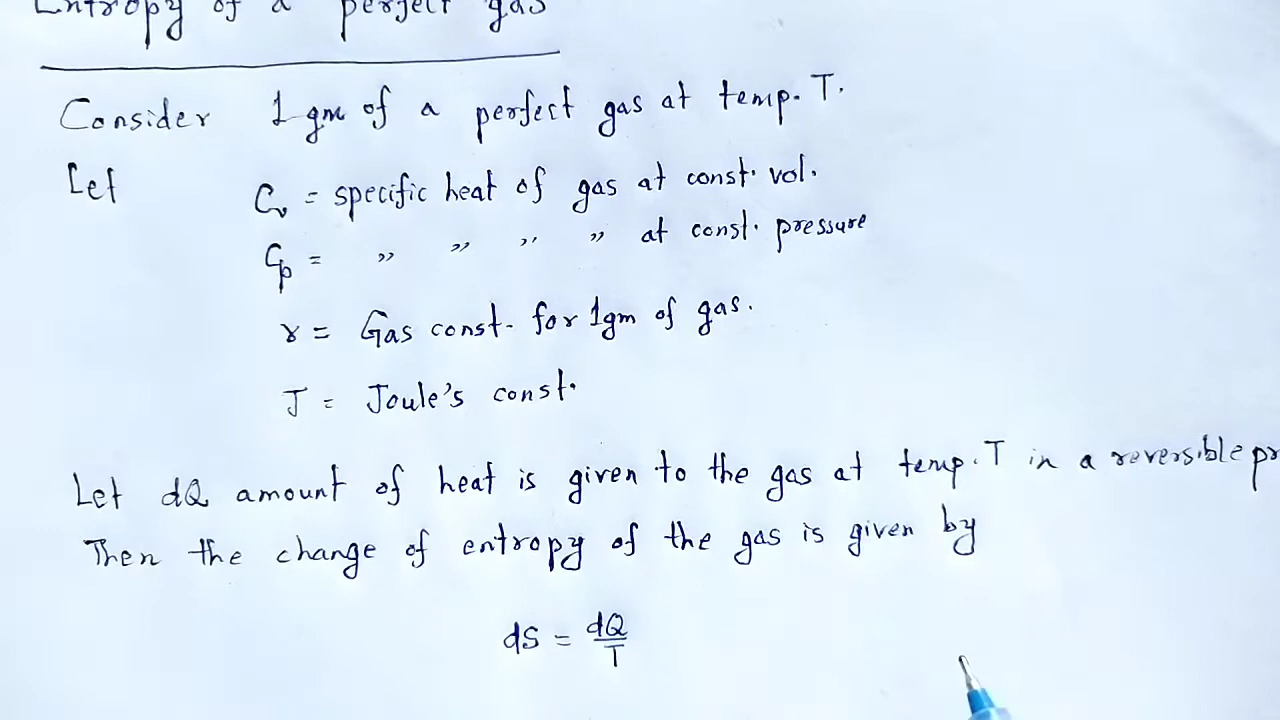 Entropy of a perfect gas
Consider 1 gm of a perfect gas at temp. T.
Let Cv = specific heat of gas at const. vol.
Cp = ,, ,, ,, ,, at const. pressure
r = Gas const. for 1gm of gas.
J = Joule's const.
Let dQ amount of heat is given to the gas at temp. T in a reversible pr
Then the change of entropy of the gas is given by
dS = dQ/T